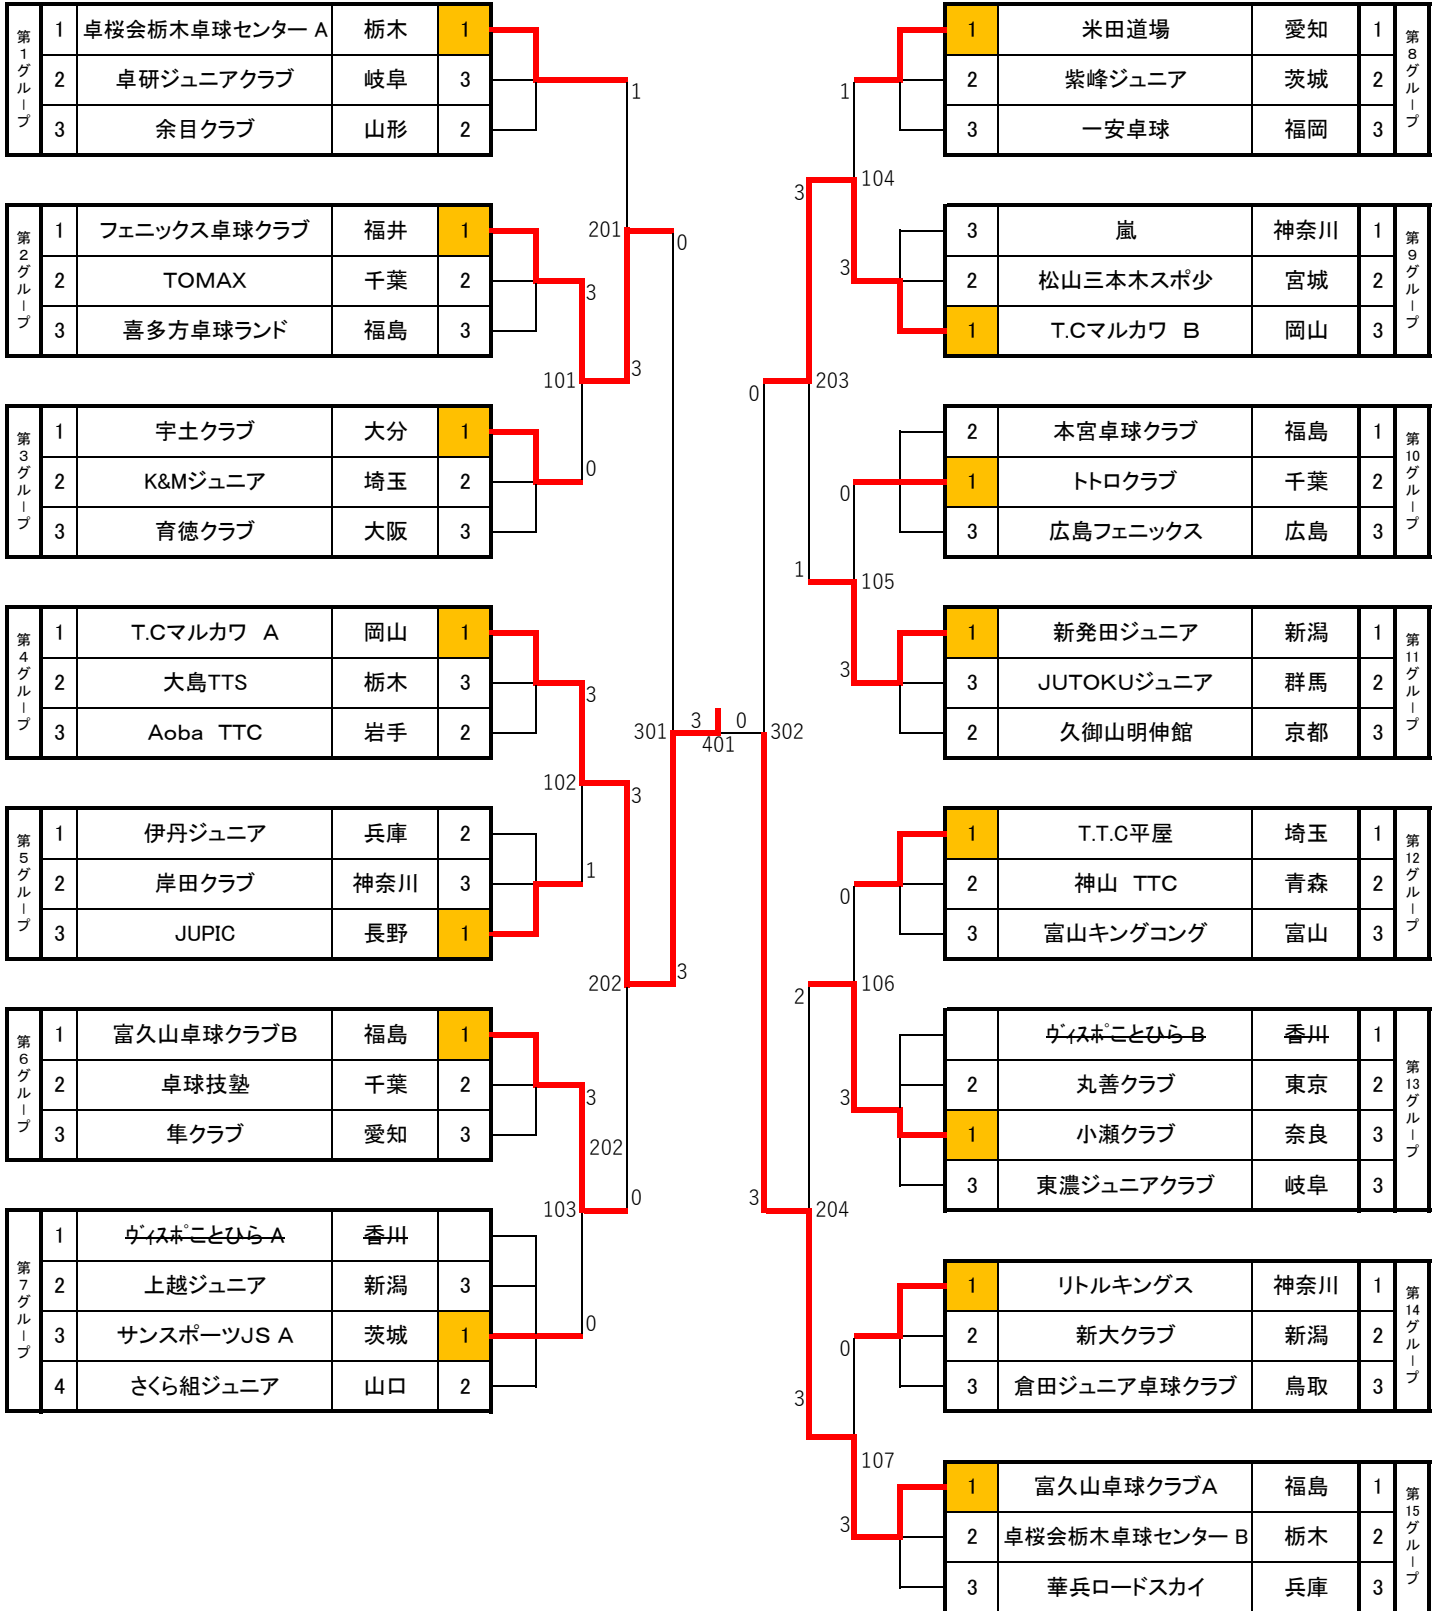 第1グループ
1 卓桜会栃木卓球センター A 栃木 1
2 卓研ジュニアクラブ 岐阜 3
3 余目クラブ 山形 2
第2グループ
1 フェニックス卓球クラブ 福井 1
2 TOMAX 千葉 2
3 喜多方卓球ランド 福島 3
第3グループ
1 宇土クラブ 大分 1
2 K&Mジュニア 埼玉 2
3 育徳クラブ 大阪 3
第4グループ
1 T.Cマルカワ A 岡山 1
2 大島TTS 栃木 3
3 Aoba TTC 岩手 2
第5グループ
1 伊丹ジュニア 兵庫 2
2 岸田クラブ 神奈川 3
3 JUPIC 長野 1
第6グループ
1 富久山卓球クラブB 福島 1
2 卓球技塾 千葉 2
3 隼クラブ 愛知 3
第7グループ
1 ヴィスポことひら A 香川
2 上越ジュニア 新潟 3
3 サンスポーツJS A 茨城 1
4 さくら組ジュニア 山口 2
1
201
0
3
3
101
0
3
102
3
1
301
3
401
0
302
202
3
3
202
103
0
0
1
104
3
3
203
0
0
1
105
3
0
106
2
3
3
204
0
3
107
3
1 米田道場 愛知 1
2 紫峰ジュニア 茨城 2
3 一安卓球 福岡 3
第8グループ
3 嵐 神奈川 1
2 松山三本木スポ少 宮城 2
1 T.Cマルカワ B 岡山 3
第9グループ
2 本宮卓球クラブ 福島 1
1 トトロクラブ 千葉 2
3 広島フェニックス 広島 3
第10グループ
1 新発田ジュニア 新潟 1
3 JUTOKUジュニア 群馬 2
2 久御山明伸館 京都 3
第11グループ
1 T.T.C平屋 埼玉 1
2 神山 TTC 青森 2
3 富山キングコング 富山 3
第12グループ
ヴィスポことひら B 香川 1
2 丸善クラブ 東京 2
1 小瀬クラブ 奈良 3
3 東濃ジュニアクラブ 岐阜 3
第13グループ
1 リトルキングス 神奈川 1
2 新大クラブ 新潟 2
3 倉田ジュニア卓球クラブ 鳥取 3
第14グループ
1 富久山卓球クラブA 福島 1
2 卓桜会栃木卓球センター B 栃木 2
3 華兵ロードスカイ 兵庫 3
第15グループ